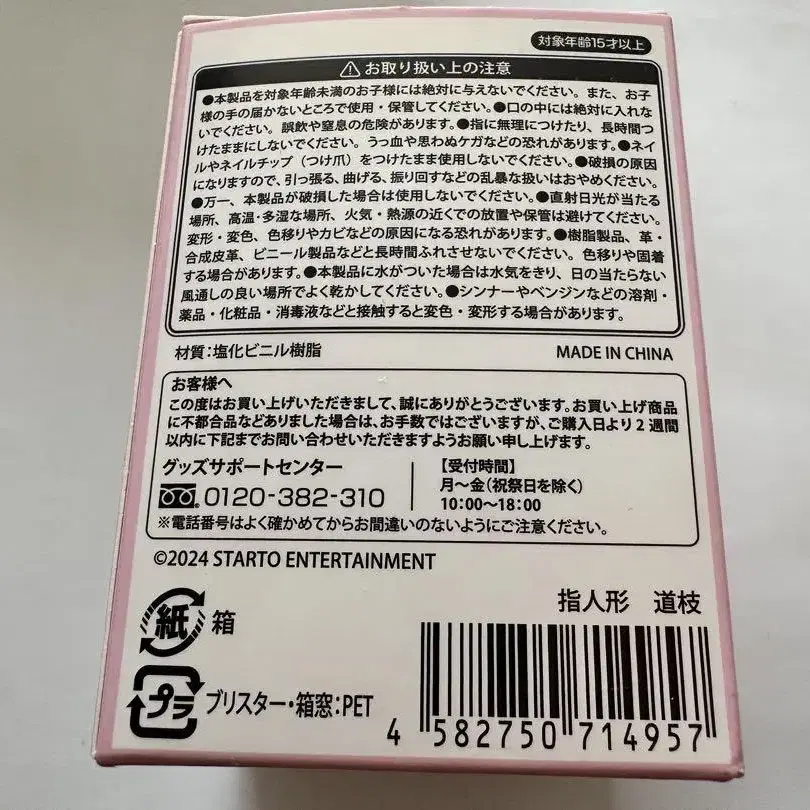 対象年齢15才以上
お取り扱い上の注意
●本製品を対象年齢未満のお子様には絶対に与えないでください。また、お子
様の手の届かないところで使用・保管してください。●口の中には絶対に入れな
いでください。誤飲や窒息の危険があります。●指に無理につけたり、長時間つ
けたままにしないでください。うっ血や思わぬケガなどの恐れがあります。●ネイ
ルやネイルチップ（つけ爪）をつけたまま使用しないでください。●破損の原因
になりますので、引っ張る、曲げる、振り回すなどの乱暴な扱いはおやめください。
●万一、本製品が破損した場合は使用しないでください。●直射日光が当たる
場所、高温・多湿な場所、火気・熱源の近くでの放置や保管は避けてください。
変形・変色、色移りやカビなどの原因になる恐れがあります。●樹脂製品、革・
合成皮革、ビニール製品などと長時間ふれさせないでください。色移りや固着
する場合があります。●本製品に水がついた場合は水気をきり、日の当たらない
風通しの良い場所でよく乾かしてください。●シンナーやベンジンなどの溶剤・
薬品・化粧品・消毒液などと接触すると変色・変形する場合があります。
材質：塩化ビニル樹脂 MADE IN CHINA
お客様へ
この度はお買い上げいただきまして、誠にありがとうございます。お買い上げ商品
に不都合品などありました場合は、お手数ではございますが、ご購入日より2週間
以内に下記までお問い合わせいただきますようお願い申し上げます。
グッズサポートセンター
0120-382-310
【受付時間】
月～金（祝祭日を除く）
10:00～18:00
※電話番号はよく確かめてからお間違いのないようにご注意ください。
©2024 STARTO ENTERTAINMENT
紙 箱
プラ ブリスター・箱窓：PET
指人形 道枝
4 582750 714957